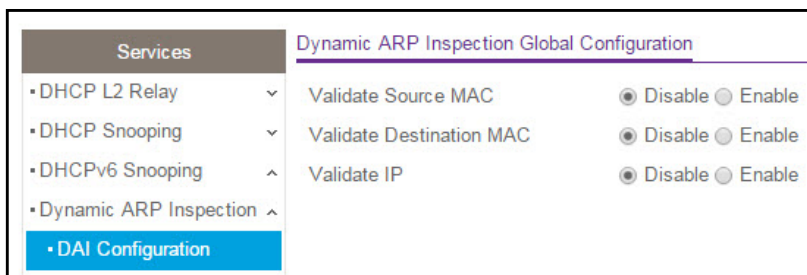 Services
▪ DHCP L2 Relay
▪ DHCP Snooping
▪ DHCPv6 Snooping
▪ Dynamic ARP Inspection
▪ DAI Configuration
Dynamic ARP Inspection Global Configuration
Validate Source MAC Disable Enable
Validate Destination MAC Disable Enable
Validate IP Disable Enable